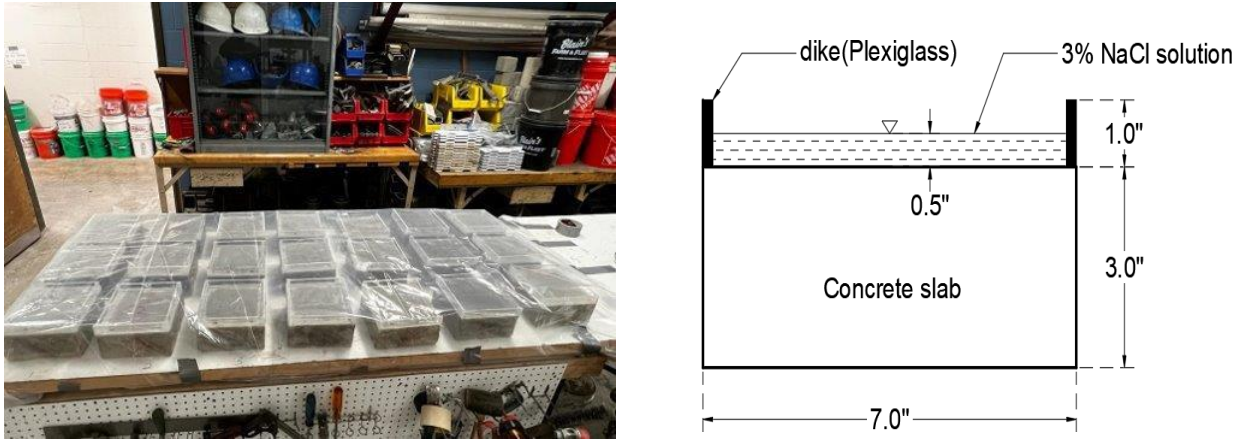 dike(Plexiglass)
3% NaCl solution
1.0"
0.5"
3.0"
Concrete slab
7.0"